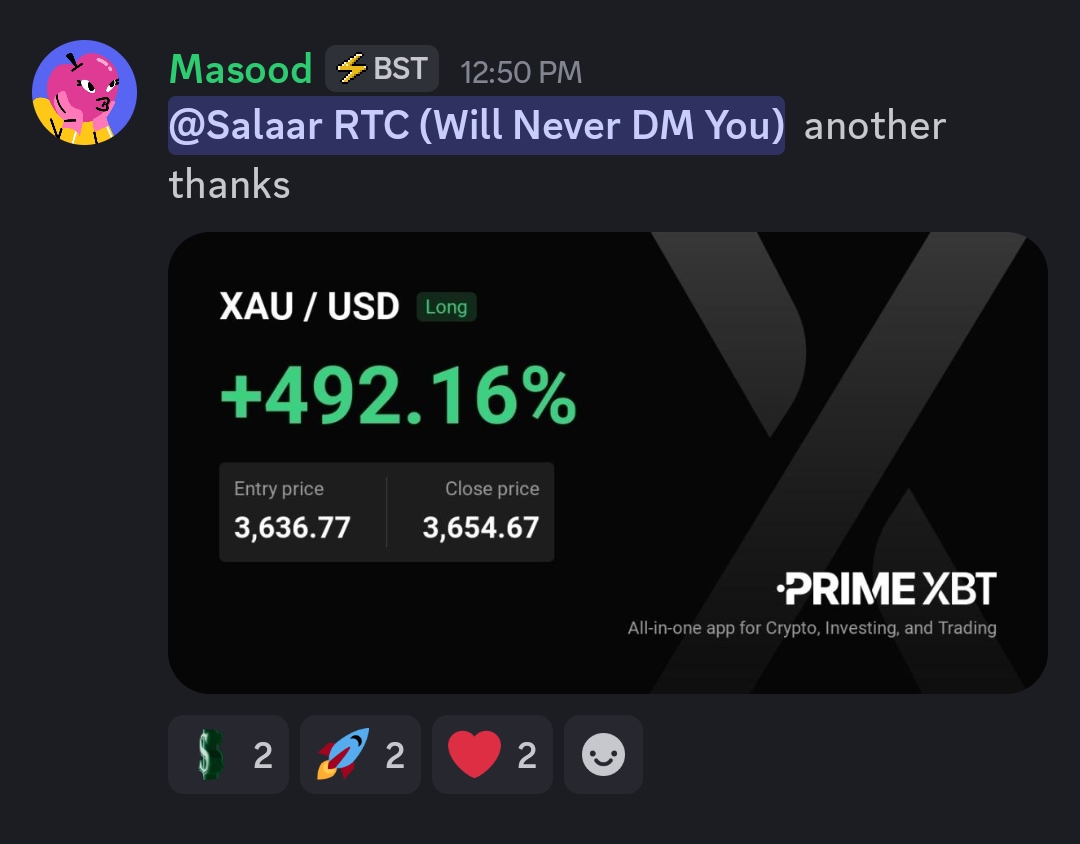 Masood ⚡BST 12:50 PM
@Salaar RTC (Will Never DM You) another
thanks
XAU / USD Long
+492.16%
Entry price Close price
3,636.77 3,654.67
PRIME XBT
All-in-one app for Crypto, Investing, and Trading
2 2 2